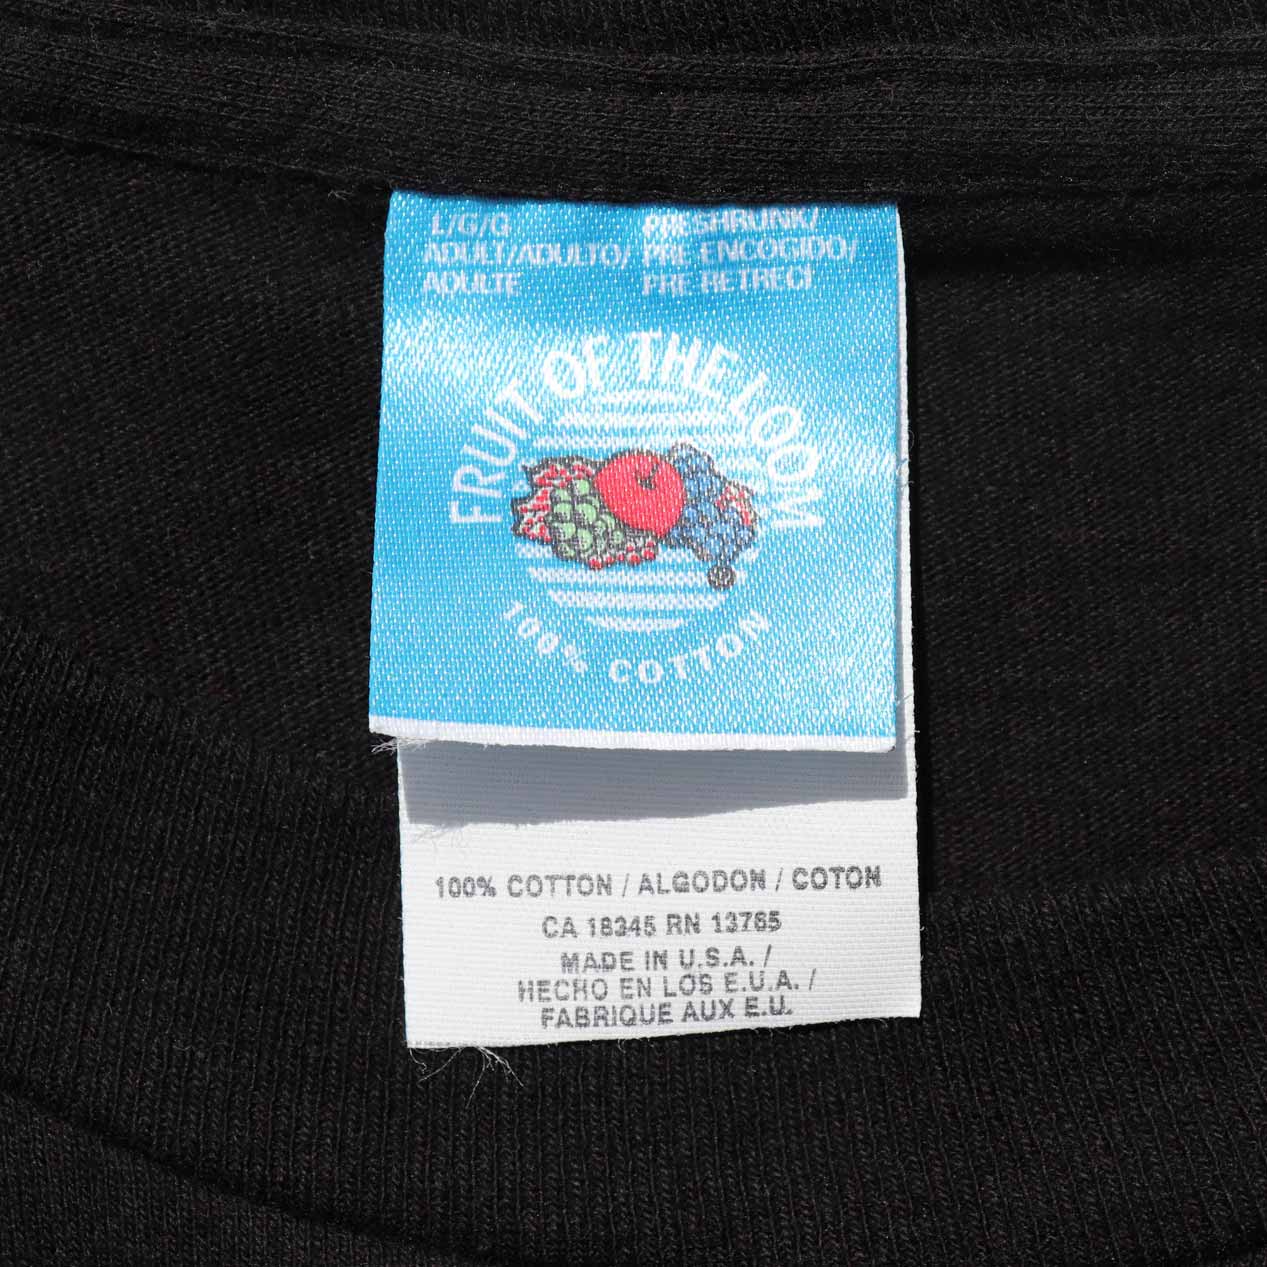 L/G/G
ADULT/ADULTO/
ADULTE
PRESHRUNK/
PRE ENCOGIDO/
PRE RETRECÍ
FRUIT OF THE LOOM
100% COTTON
100% COTTON / ALGODON / COTON
CA 18345 RN 13765
MADE IN U.S.A. /
HECHO EN LOS E.U.A. /
FABRIQUE AUX E.U.